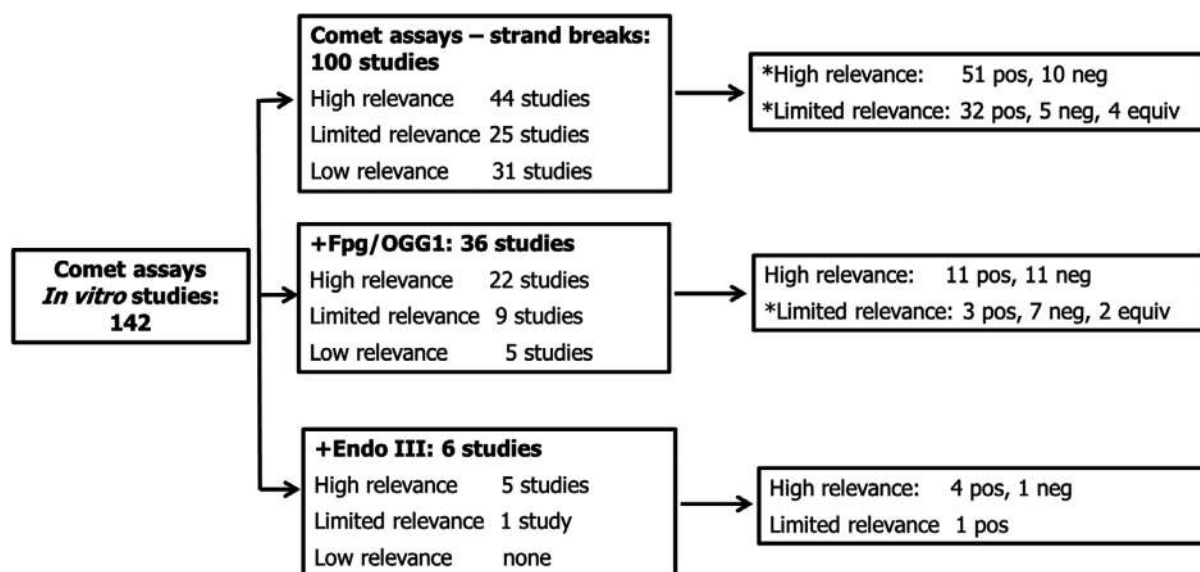 Comet assays
In vitro studies:
142
Comet assays – strand breaks:
100 studies
High relevance 44 studies
Limited relevance 25 studies
Low relevance 31 studies
*High relevance: 51 pos, 10 neg
*Limited relevance: 32 pos, 5 neg, 4 equiv
+Fpg/OGG1: 36 studies
High relevance 22 studies
Limited relevance 9 studies
Low relevance 5 studies
High relevance: 11 pos, 11 neg
*Limited relevance: 3 pos, 7 neg, 2 equiv
+Endo III: 6 studies
High relevance 5 studies
Limited relevance 1 study
Low relevance none
High relevance: 4 pos, 1 neg
Limited relevance 1 pos